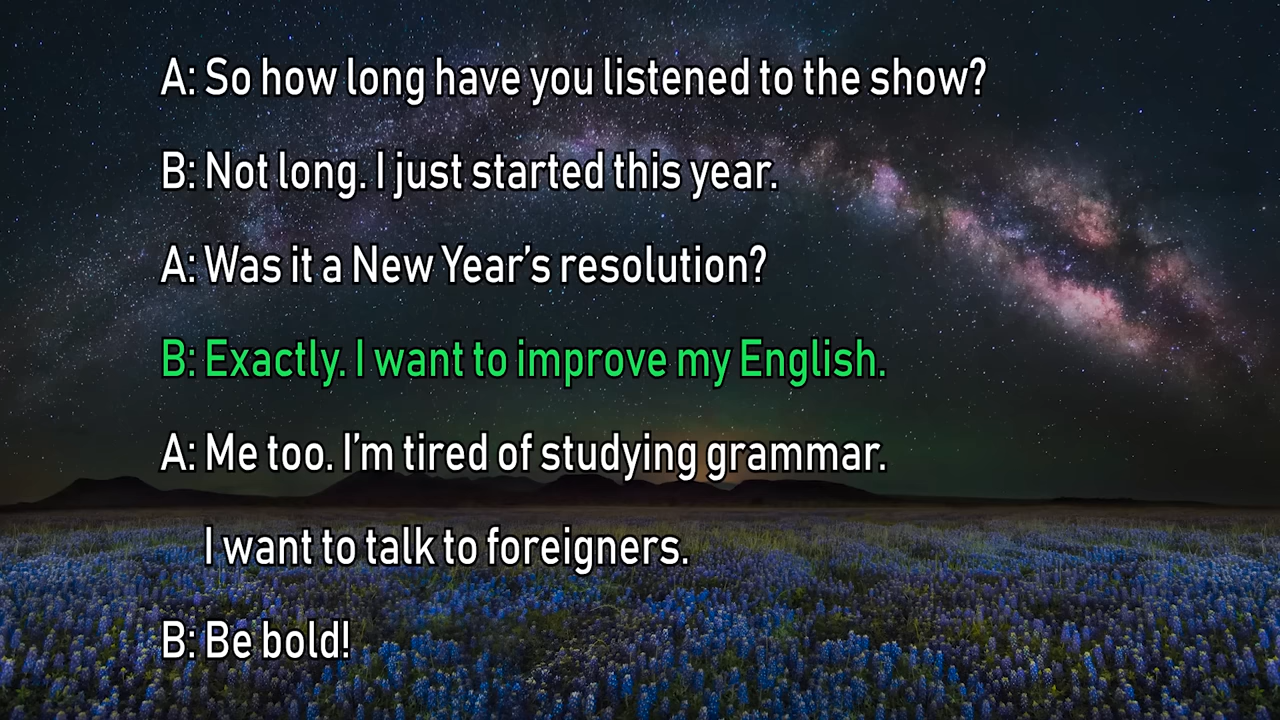 A: So how long have you listened to the show?
B: Not long. I just started this year.
A: Was it a New Year’s resolution?
B: Exactly. I want to improve my English.
A: Me too. I’m tired of studying grammar.
I want to talk to foreigners.
B: Be bold!